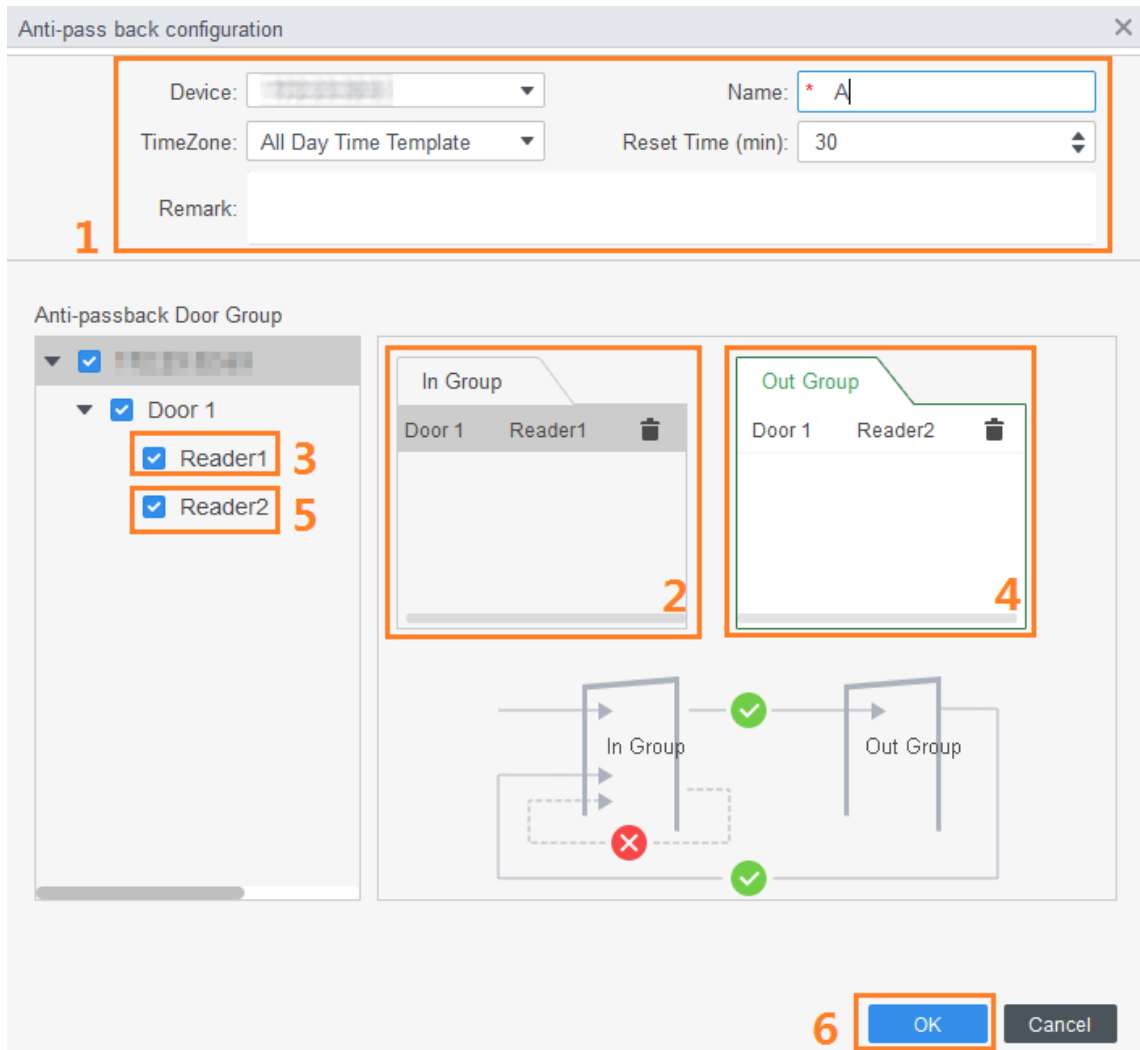 Anti-pass back configuration
Device:
Name: * A
TimeZone: All Day Time Template
Reset Time (min): 30
Remark:
1
Anti-passback Door Group
Door 1
Reader1
3
Reader2
5
In Group
Door 1 Reader1
2
Out Group
Door 1 Reader2
4
In Group
Out Group
6
OK
Cancel